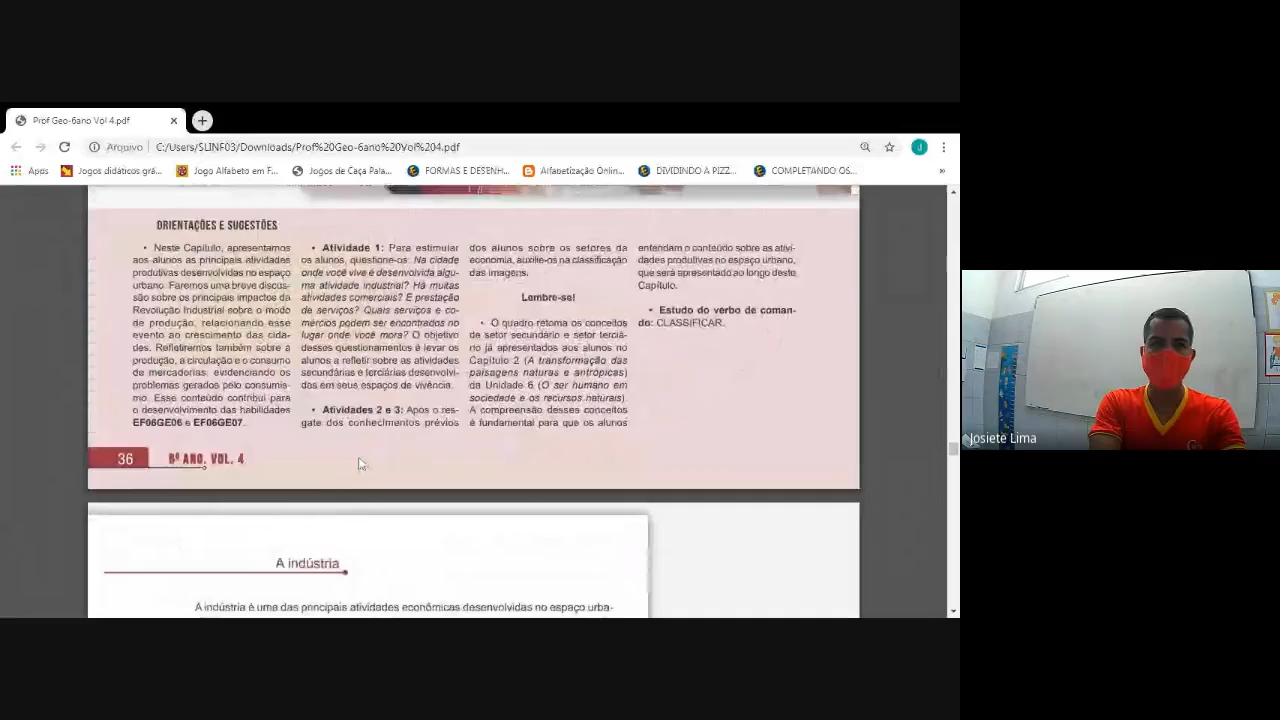 Prof Geo-6ano Vol 4.pdf
Arquivo
C:/Users/SLINF03/Downloads/Prof%20Geo-6ano%20Vol%204.pdf
J
Apps
Jogos didáticos grá...
Jogo Alfabeto em F...
Jogos de Caça Pala...
FORMAS E DESENH...
Alfabetização Onlin...
DIVIDINDO A PIZZ...
COMPLETANDO OS...
»
ORIENTAÇÕES E SUGESTÕES
• Neste Capítulo, apresentamos
aos alunos as principais atividades
produtivas desenvolvidas no espaço
urbano. Faremos uma breve discus-
são sobre os principais impactos da
Revolução Industrial sobre o modo
de produção, relacionando esse
evento ao crescimento das cida-
des. Refletiremos também sobre a
produção, a circulação e o consumo
de mercadorias, evidenciando os
problemas gerados pelo consumis-
mo. Esse conteúdo contribui para
o desenvolvimento das habilidades
EF06GE06 e EF06GE07.
• Atividade 1: Para estimular
os alunos, questione-os: Na cidade
onde você vive é desenvolvida algu-
ma atividade industrial? Há muitas
atividades comerciais? E prestação
de serviços? Quais serviços e co-
mércios podem ser encontrados no
lugar onde você mora? O objetivo
desses questionamentos é levar os
alunos a refletir sobre as atividades
secundárias e terciárias desenvolvi-
das em seus espaços de vivência.
• Atividades 2 e 3: Após o res-
gate dos conhecimentos prévios
dos alunos sobre os setores da
economia, auxilie-os na classificação
das imagens.
Lembre-se!
• O quadro retoma os conceitos
de setor secundário e setor terciá-
rio já apresentados aos alunos no
Capítulo 2 (A transformação das
paisagens naturais e antrópicas)
da Unidade 6 (O ser humano em
sociedade e os recursos naturais).
A compreensão desses conceitos
é fundamental para que os alunos
entendam o conteúdo sobre as ativi-
dades produtivas no espaço urbano,
que será apresentado ao longo deste
Capítulo.
• Estudo do verbo de coman-
do: CLASSIFICAR.
36
6º ANO, VOL. 4
A indústria
A indústria é uma das principais atividades econômicas desenvolvidas no espaço urba-
Josiete Lima